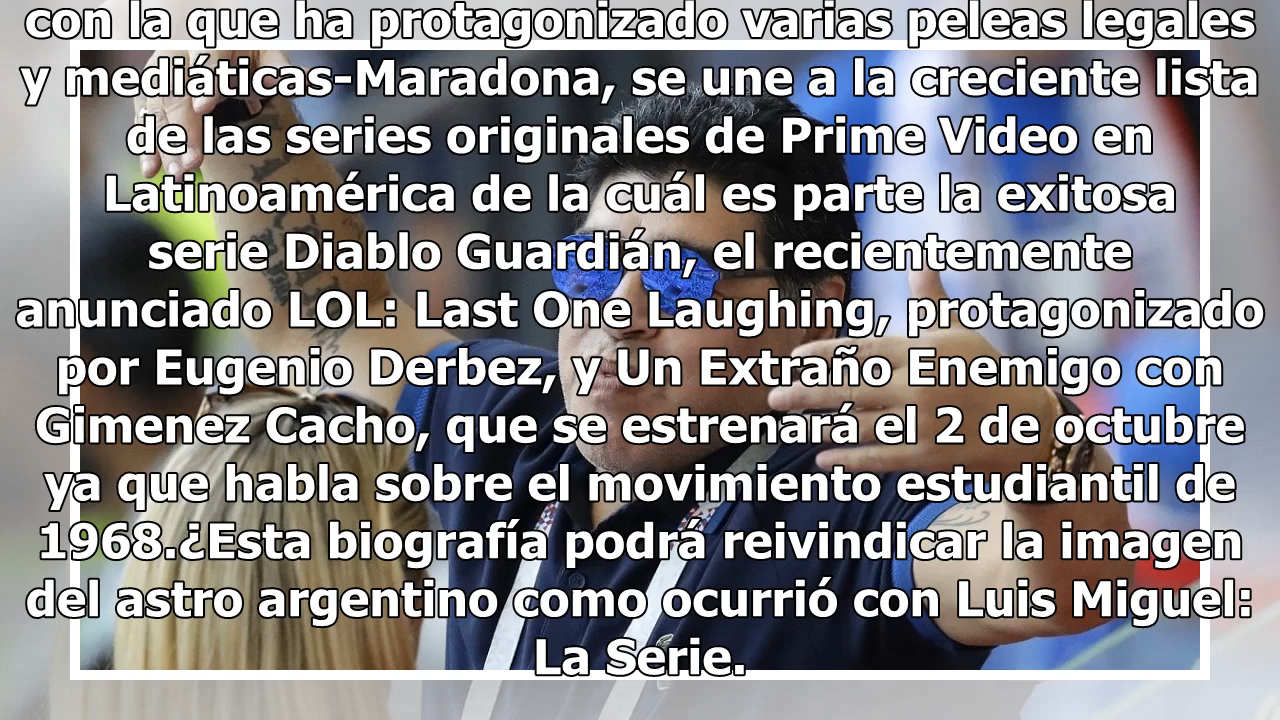 con la que ha protagonizado varias peleas legales
y mediáticas-Maradona, se une a la creciente lista
de las series originales de Prime Video en
Latinoamérica de la cuál es parte la exitosa
serie Diablo Guardián, el recientemente
anunciado LOL: Last One Laughing, protagonizado
por Eugenio Derbez, y Un Extraño Enemigo con
Gimenez Cacho, que se estrenará el 2 de octubre
ya que habla sobre el movimiento estudiantil de
1968.¿Esta biografía podrá reivindicar la imagen
del astro argentino como ocurrió con Luis Miguel:
La Serie.